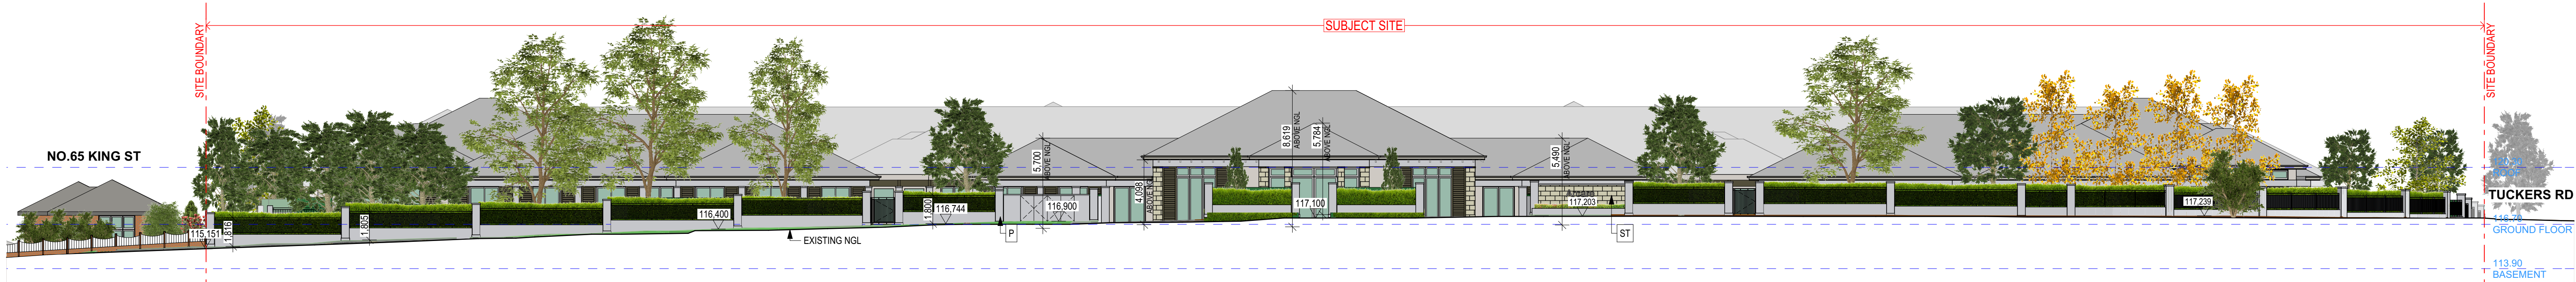 SUBJECT SITE
SITE BOUNDARY
SITE BOUNDARY
NO.65 KING ST
TUCKERS RD
115,151
1,816
1,805
116,400
EXISTING NGL
1,800
116,744
P
5,700
ABOVE NGL
116,900
4,098
ABOVE NGL
8,619
ABOVE NGL
5,784
ABOVE NGL
117,100
5,490
ABOVE NGL
117,203
ST
117,239
GROUND FLOOR
113.90
BASEMENT